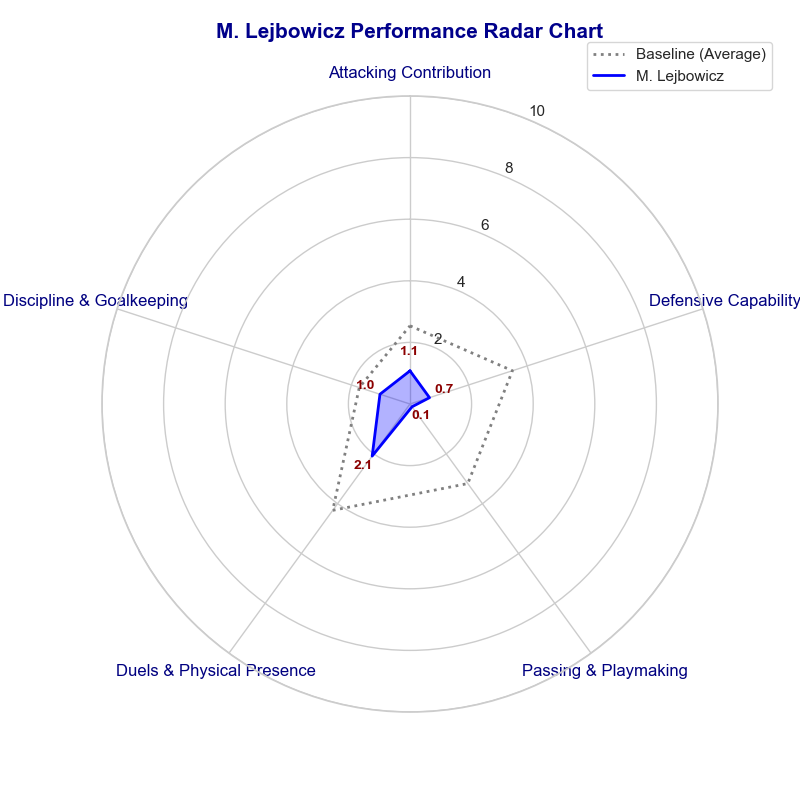 M. Lejbowicz Performance Radar Chart
Baseline (Average)
M. Lejbowicz
Attacking Contribution
10
8
6
4
2
Discipline & Goalkeeping
Defensive Capability
1.1
1.0
0.7
0.1
2.1
Duels & Physical Presence
Passing & Playmaking